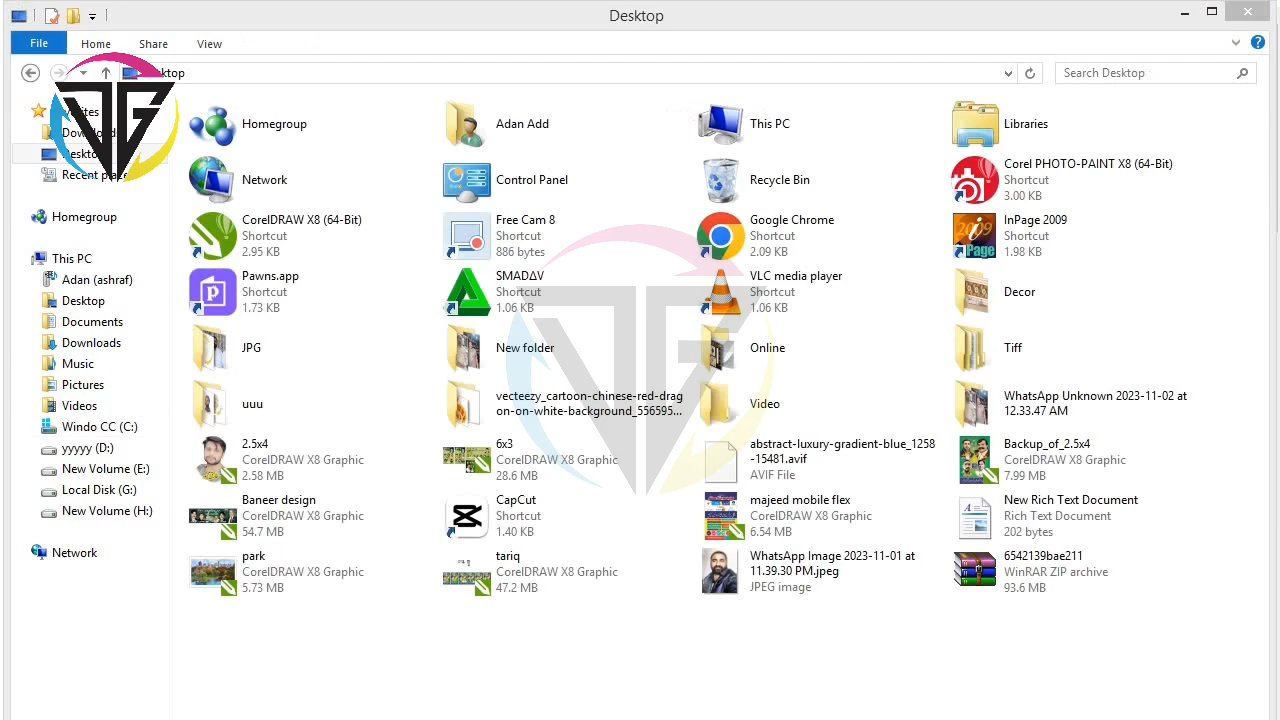 Desktop
File
Home
Share
View
Search Desktop
Desktop
Homegroup
This PC
Adan (ashraf)
Desktop
Documents
Downloads
Music
Pictures
Videos
Windo CC (C:)
yyyyy (D:)
New Volume (E:)
Local Disk (G:)
New Volume (H:)
Network
Homegroup
Adan Add
This PC
Libraries
Network
Control Panel
Recycle Bin
Corel PHOTO-PAINT X8 (64-Bit)
Shortcut
3.00 KB
CorelDRAW X8 (64-Bit)
Shortcut
2.95 KB
Free Cam 8
Shortcut
886 bytes
Google Chrome
Shortcut
2.09 KB
2009
i
Page
InPage 2009
Shortcut
1.98 KB
Pawns.app
Shortcut
1.73 KB
SMADΔV
Shortcut
1.06 KB
VLC media player
Shortcut
1.06 KB
Decor
JPG
New folder
Online
Tiff
uuu
vecteezy_cartoon-chinese-red-drag
on-on-white-background_556595...
Video
WhatsApp Unknown 2023-11-02 at
12.33.47 AM
2.5x4
CorelDRAW X8 Graphic
2.58 MB
6x3
CorelDRAW X8 Graphic
28.6 MB
abstract-luxury-gradient-blue_1258
-15481.avif
AVIF File
Backup_of_2.5x4
CorelDRAW X8 Graphic
7.99 MB
Baneer design
CorelDRAW X8 Graphic
54.7 MB
CapCut
Shortcut
1.40 KB
majeed mobile flex
CorelDRAW X8 Graphic
6.54 MB
New Rich Text Document
Rich Text Document
202 bytes
park
CorelDRAW X8 Graphic
5.73 MB
tariq
CorelDRAW X8 Graphic
47.2 MB
WhatsApp Image 2023-11-01 at
11.39.30 PM.jpeg
JPEG image
6542139bae211
WinRAR ZIP archive
93.6 MB